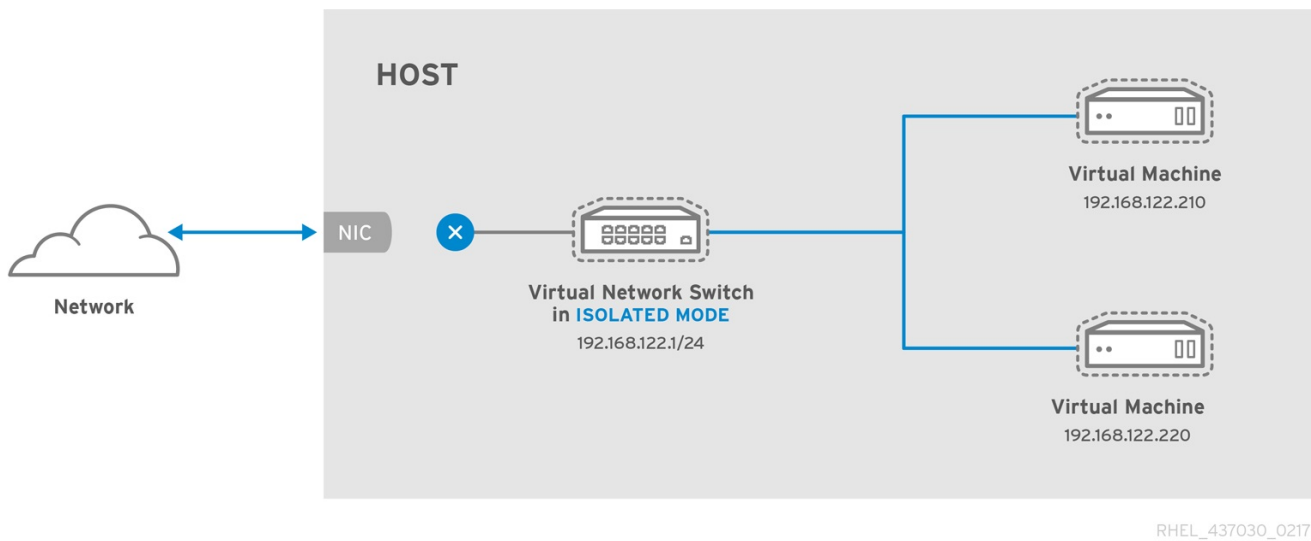 HOST
Virtual Machine
192.168.122.210
NIC
Network
Virtual Network Switch
in ISOLATED MODE
192.168.122.1/24
Virtual Machine
192.168.122.220
RHEL_437030_0217